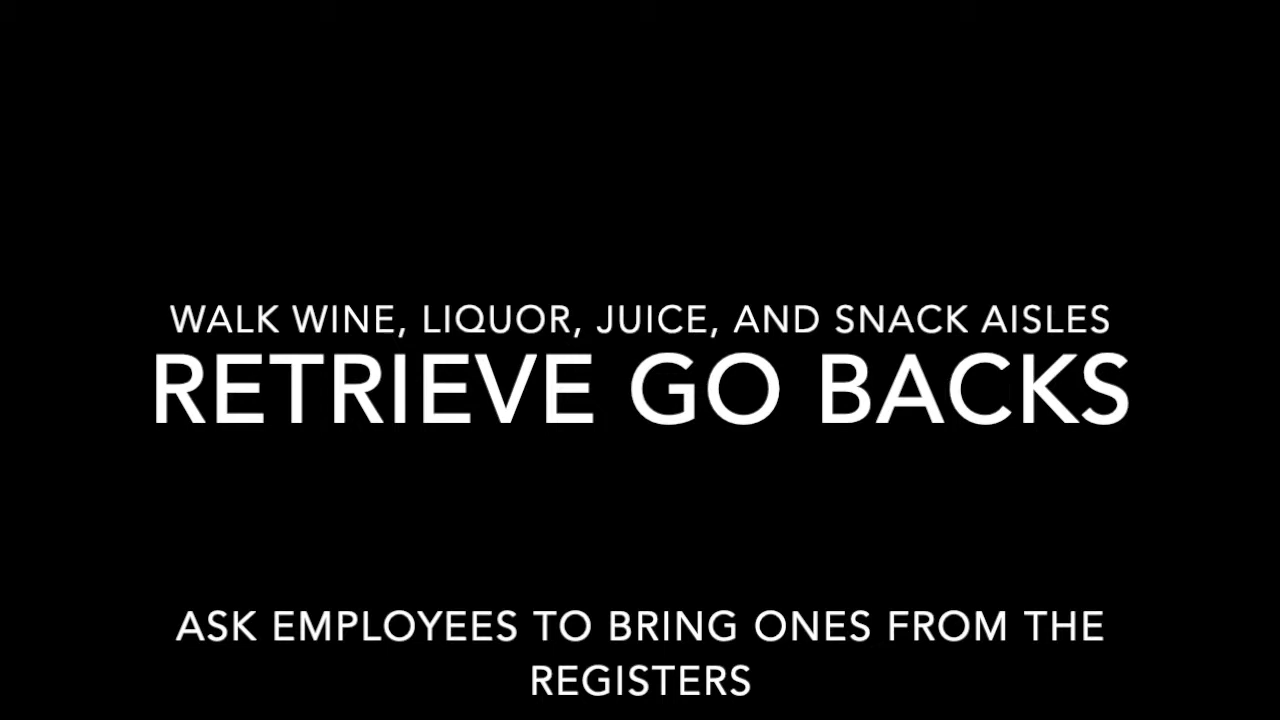 WALK WINE, LIQUOR, JUICE, AND SNACK AISLES
RETRIEVE GO BACKS
ASK EMPLOYEES TO BRING ONES FROM THE
REGISTERS